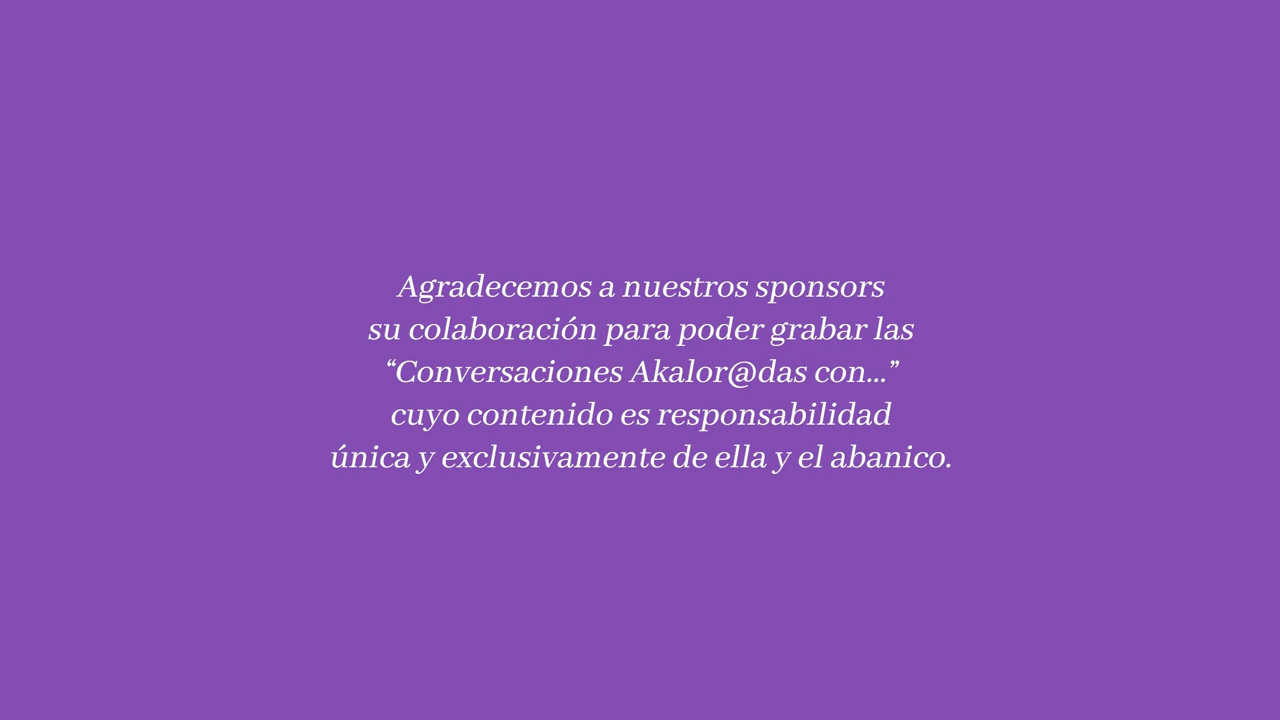 Agradecemos a nuestros sponsors
su colaboración para poder grabar las
“Conversaciones Akalor@das con...”
cuyo contenido es responsabilidad
única y exclusivamente de ella y el abanico.